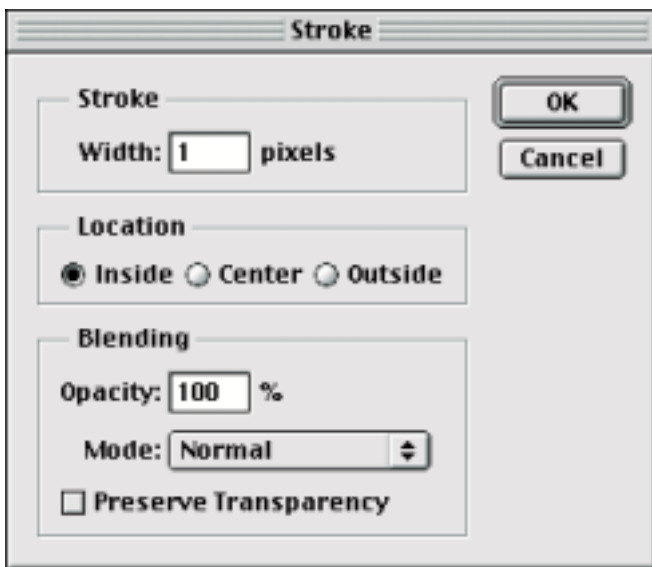 Stroke
Stroke
Width: 1 pixels
OK
Cancel
Location
Inside Center Outside
Blending
Opacity: 100 %
Mode: Normal
Preserve Transparency